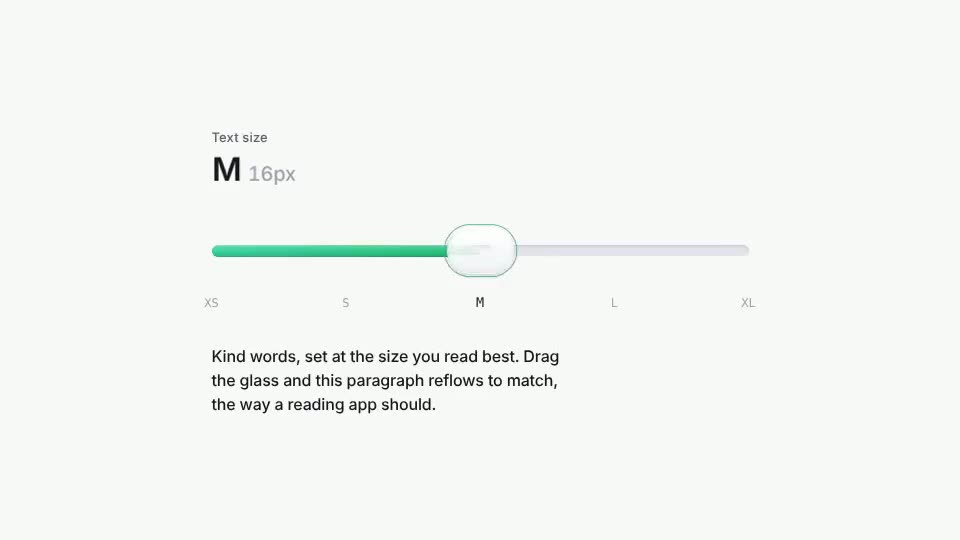 Text size
M 16px
XS S M L XL
Kind words, set at the size you read best. Drag
the glass and this paragraph reflows to match,
the way a reading app should.